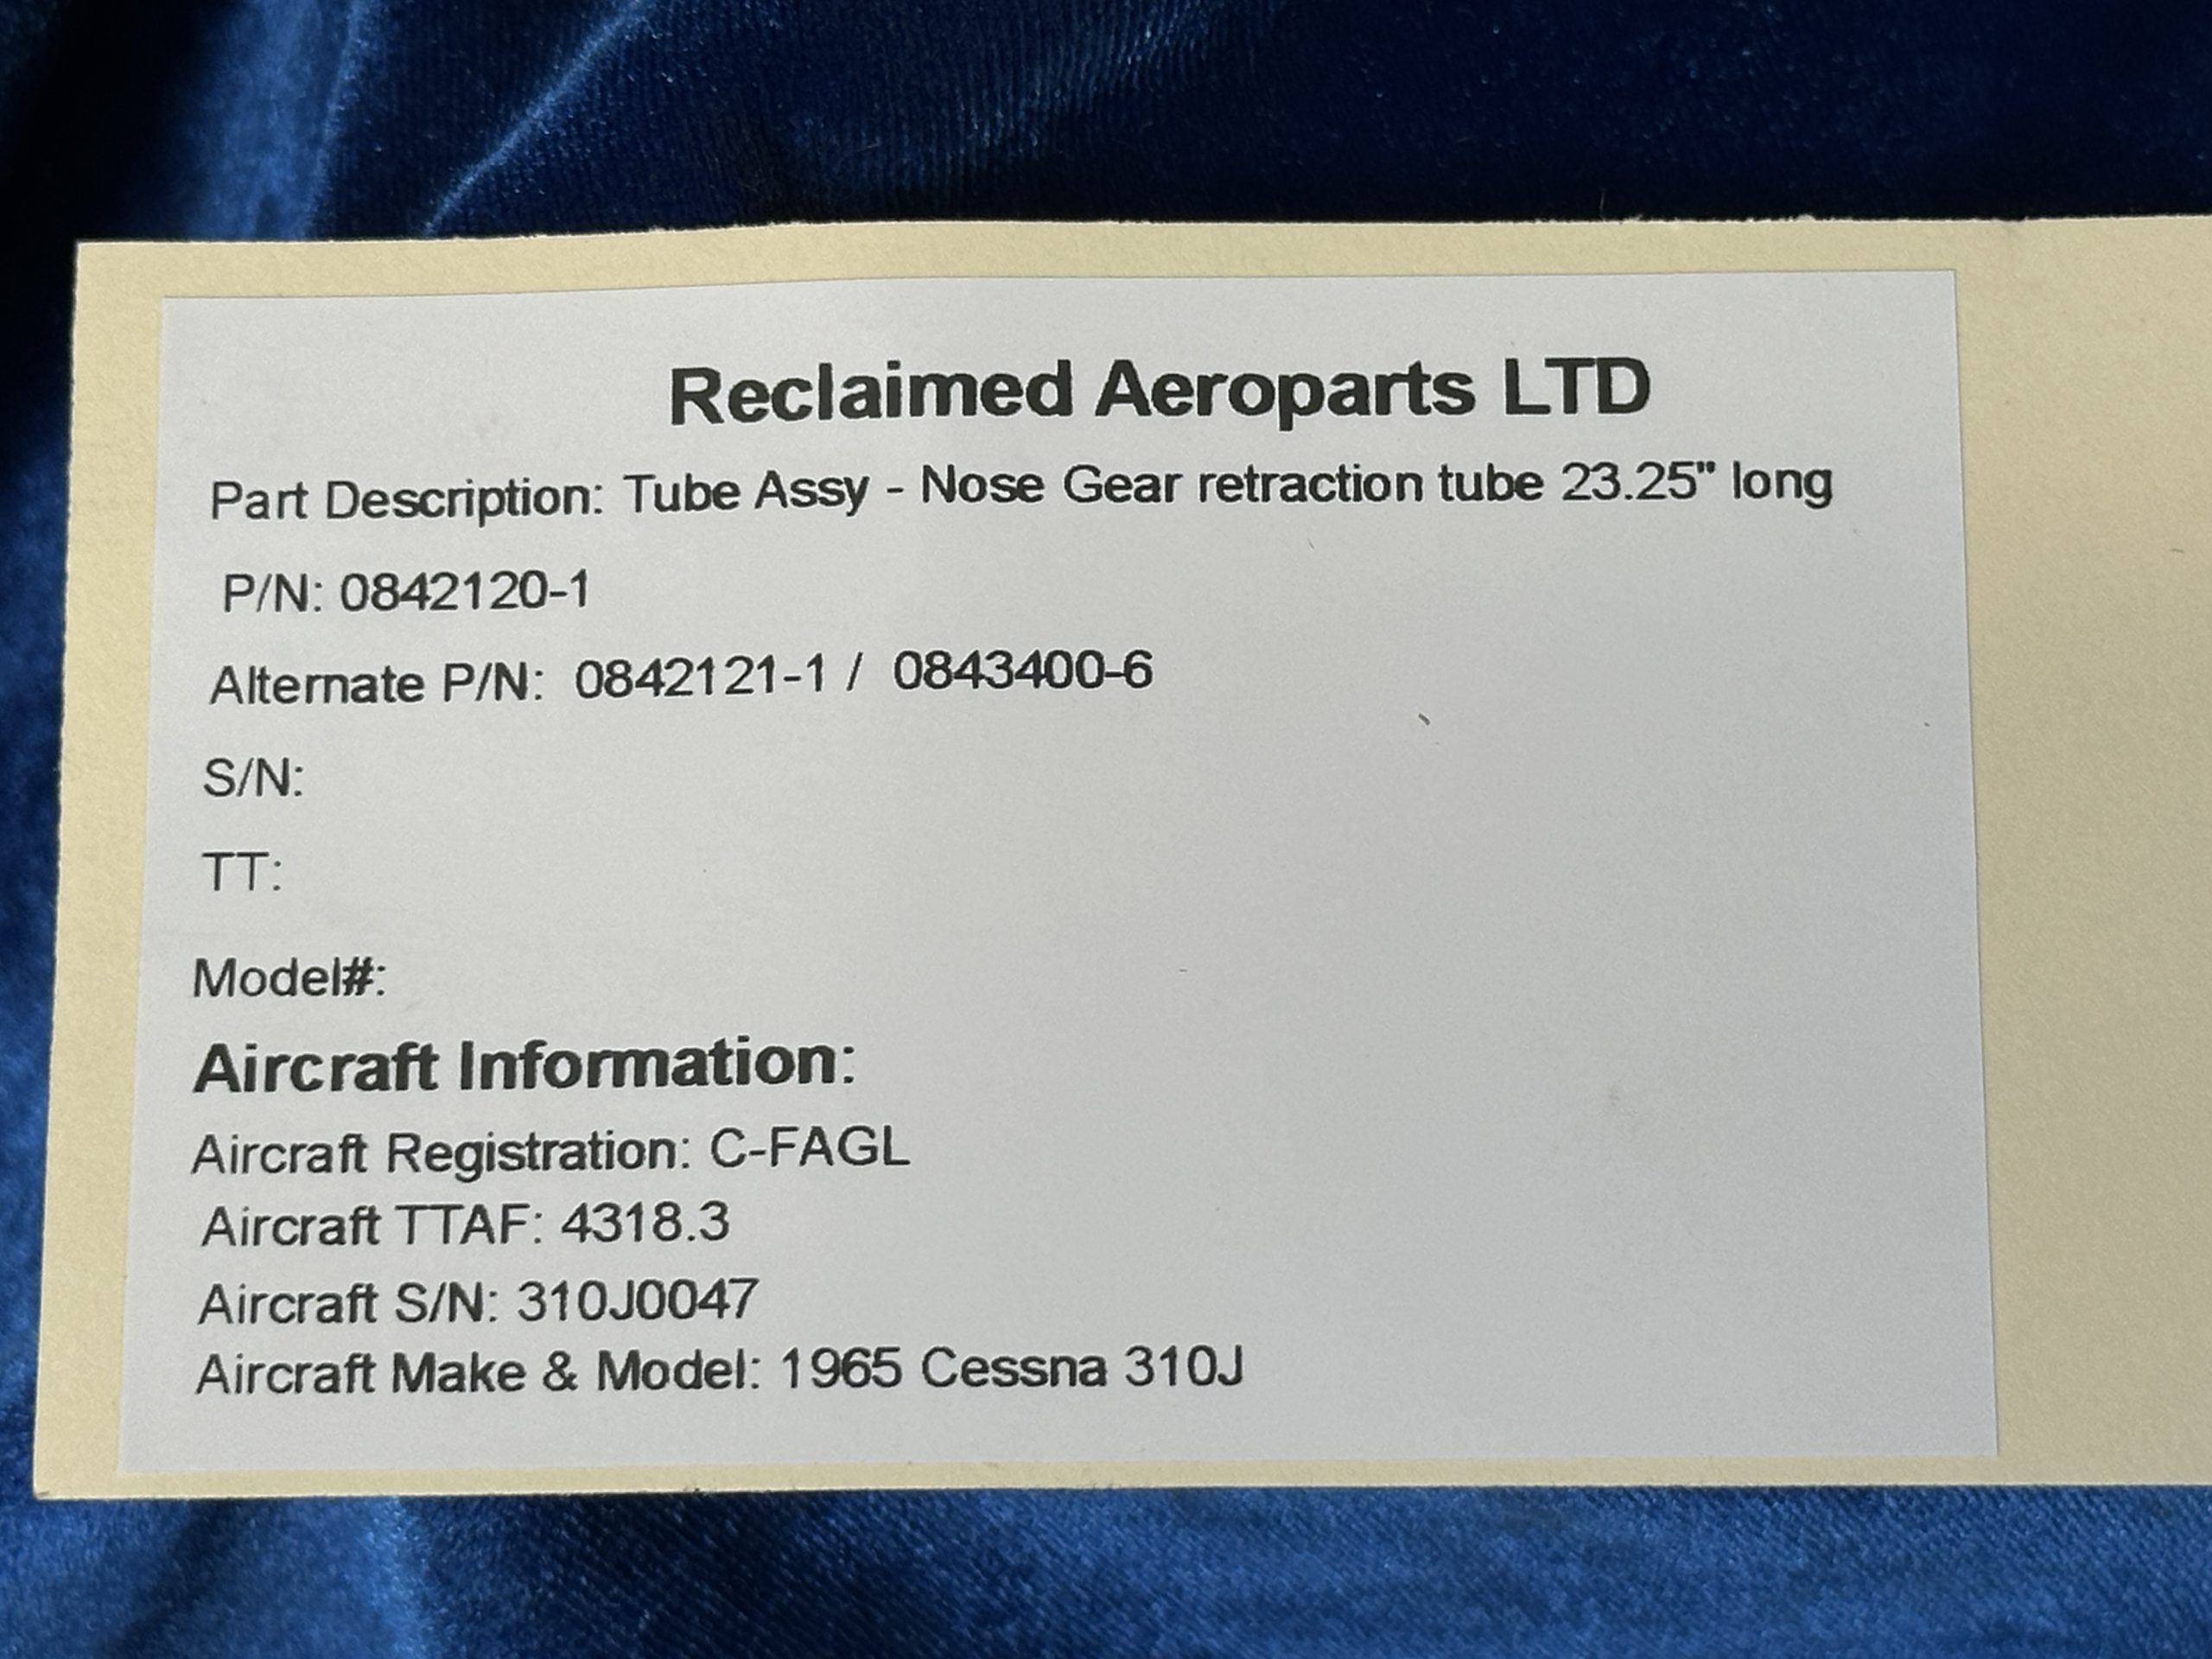 Reclaimed Aeroparts LTD
Part Description: Tube Assy - Nose Gear retraction tube 23.25" long
P/N: 0842120-1
Alternate P/N: 0842121-1 / 0843400-6
S/N:
TT:
Model#:
Aircraft Information:
Aircraft Registration: C-FAGL
Aircraft TTAF: 4318.3
Aircraft S/N: 310J0047
Aircraft Make & Model: 1965 Cessna 310J